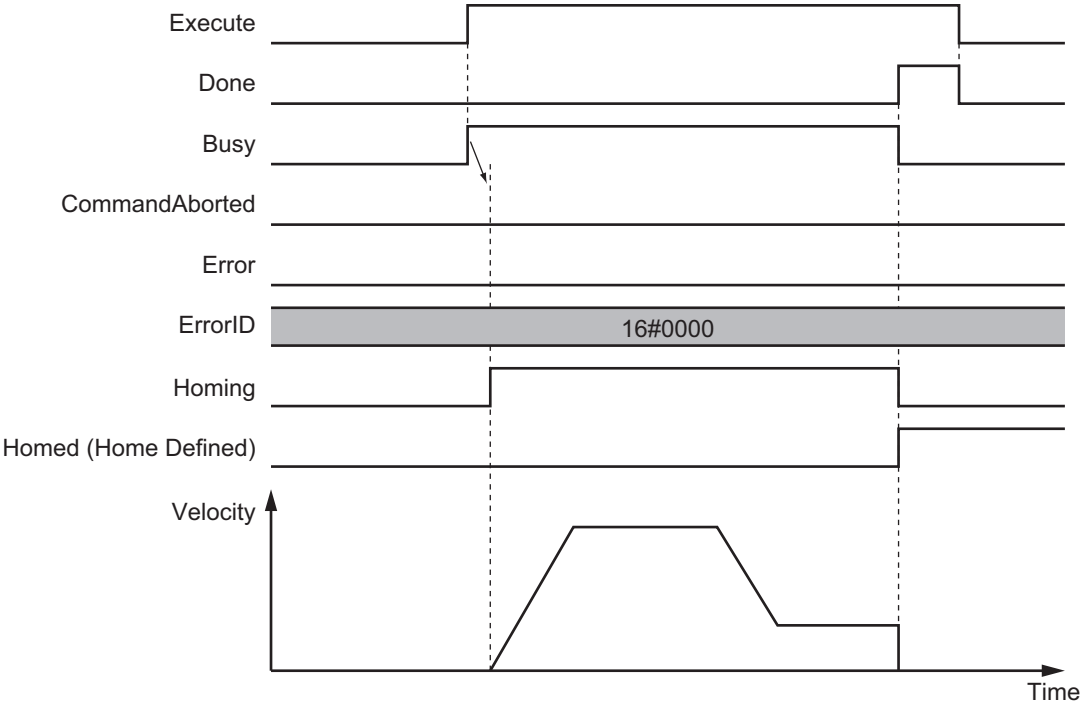 Execute
Done
Busy
CommandAborted
Error
ErrorID
16#0000
Homing
Homed (Home Defined)
Velocity
Time